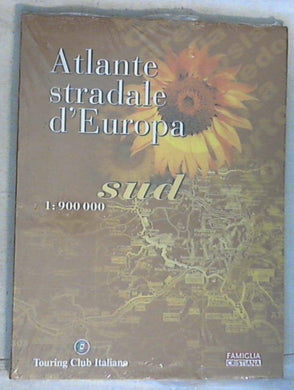 Atlante
stradale
d'Europa
sud
1:900 000
Touring Club Italiano
FAMIGLIA
CRISTIANA